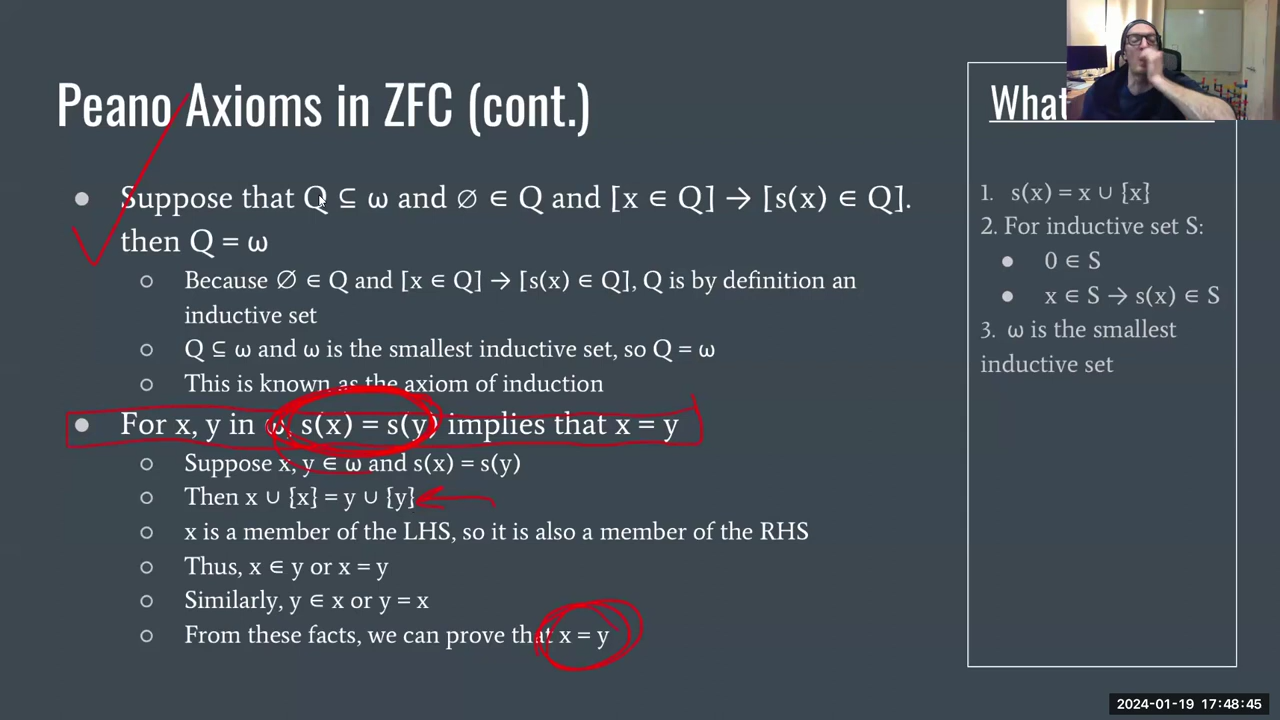 Peano Axioms in ZFC (cont.)
● Suppose that Q ⊆ ω and ∅ ∈ Q and [x ∈ Q] → [s(x) ∈ Q].
then Q = ω
○ Because ∅ ∈ Q and [x ∈ Q] → [s(x) ∈ Q], Q is by definition an
inductive set
○ Q ⊆ ω and ω is the smallest inductive set, so Q = ω
○ This is known as the axiom of induction
● For x, y in ω, s(x) = s(y) implies that x = y
○ Suppose x, y ∈ ω and s(x) = s(y)
○ Then x ∪ {x} = y ∪ {y}
○ x is a member of the LHS, so it is also a member of the RHS
○ Thus, x ∈ y or x = y
○ Similarly, y ∈ x or y = x
○ From these facts, we can prove that x = y
What
1. s(x) = x ∪ {x}
2. For inductive set S:
● 0 ∈ S
● x ∈ S → s(x) ∈ S
3. ω is the smallest
inductive set
2024-01-19 17:48:45